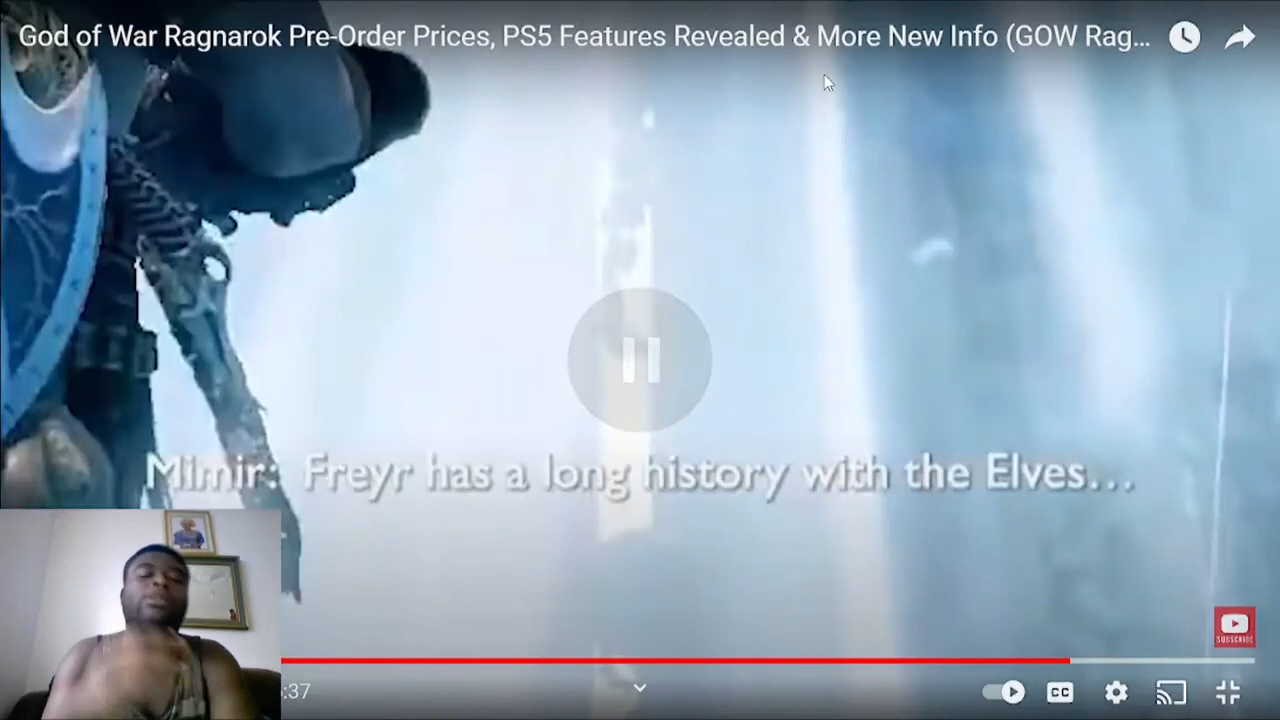 God of War Ragnarok Pre-Order Prices, PS5 Features Revealed & More New Info (GOW Rag...
Mimir: Freyr has a long history with the Elves...
SUBSCRIBE
:37
CC